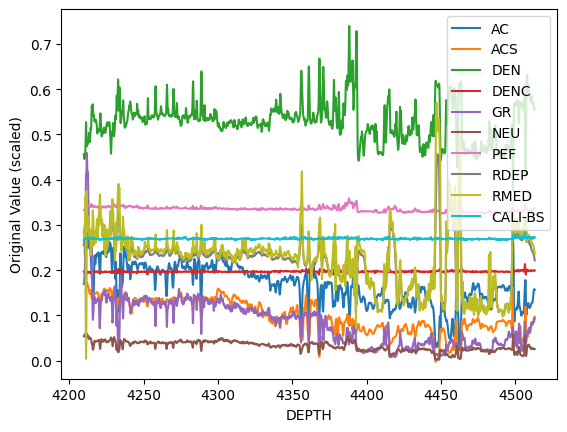 0.7
0.6
0.5
0.4
0.3
0.2
0.1
0.0
Original Value (scaled)
4200
4250
4300
4350
4400
4450
4500
DEPTH
AC
ACS
DEN
DENC
GR
NEU
PEF
RDEP
RMED
CALI-BS